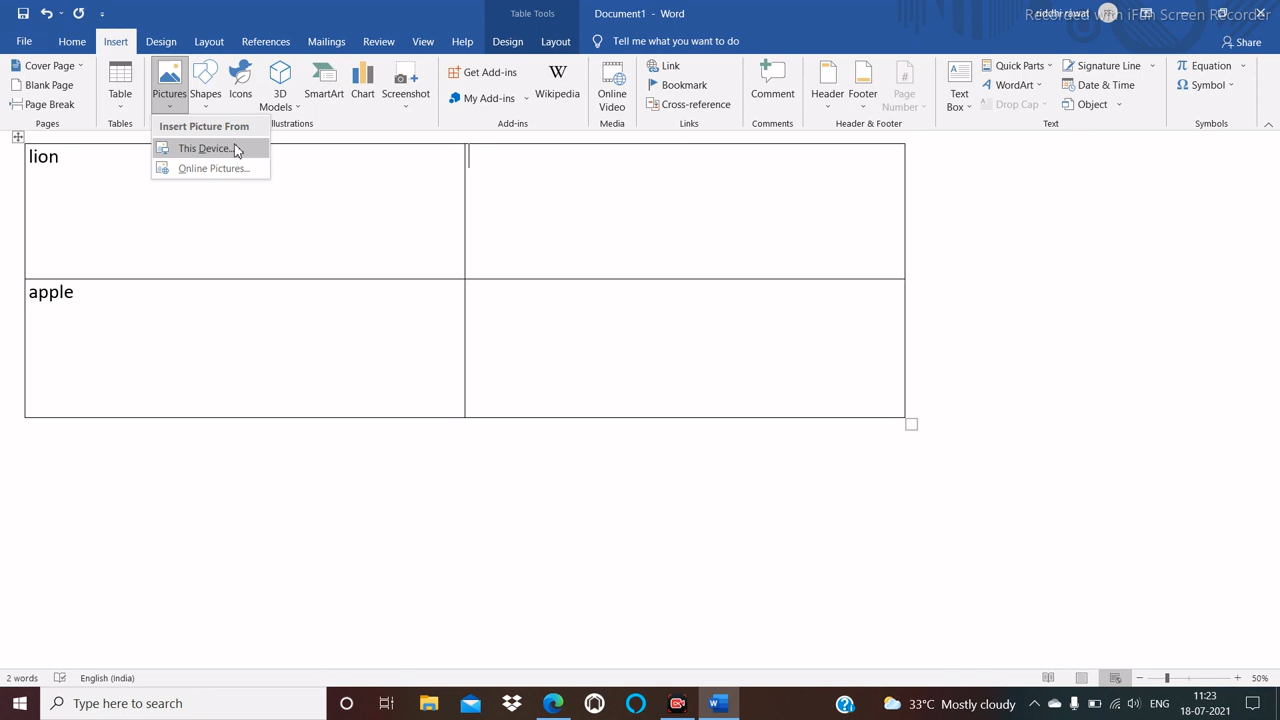 Table Tools
Document1 - Word
riddhi rawat
Recorded with iFun Screen Recorder
File Home Insert Design Layout References Mailings Review View Help Design Layout Tell me what you want to do Share
Cover Page
Blank Page
Page Break
Pages
Table
Tables
Pictures
Shapes
Icons
3D
Models
SmartArt
Chart
Screenshot
Illustrations
Get Add-ins
My Add-ins
Wikipedia
Add-ins
Online
Video
Media
Link
Bookmark
Cross-reference
Links
Comment
Comments
Header
Footer
Page
Number
Header & Footer
Text
Box
Quick Parts
WordArt
Drop Cap
Signature Line
Date & Time
Object
Text
Equation
Symbol
Symbols
Insert Picture From
This Device...
Online Pictures...
lion
apple
2 words English (India) 50%
Type here to search
33°C Mostly cloudy
ENG
11:23
18-07-2021